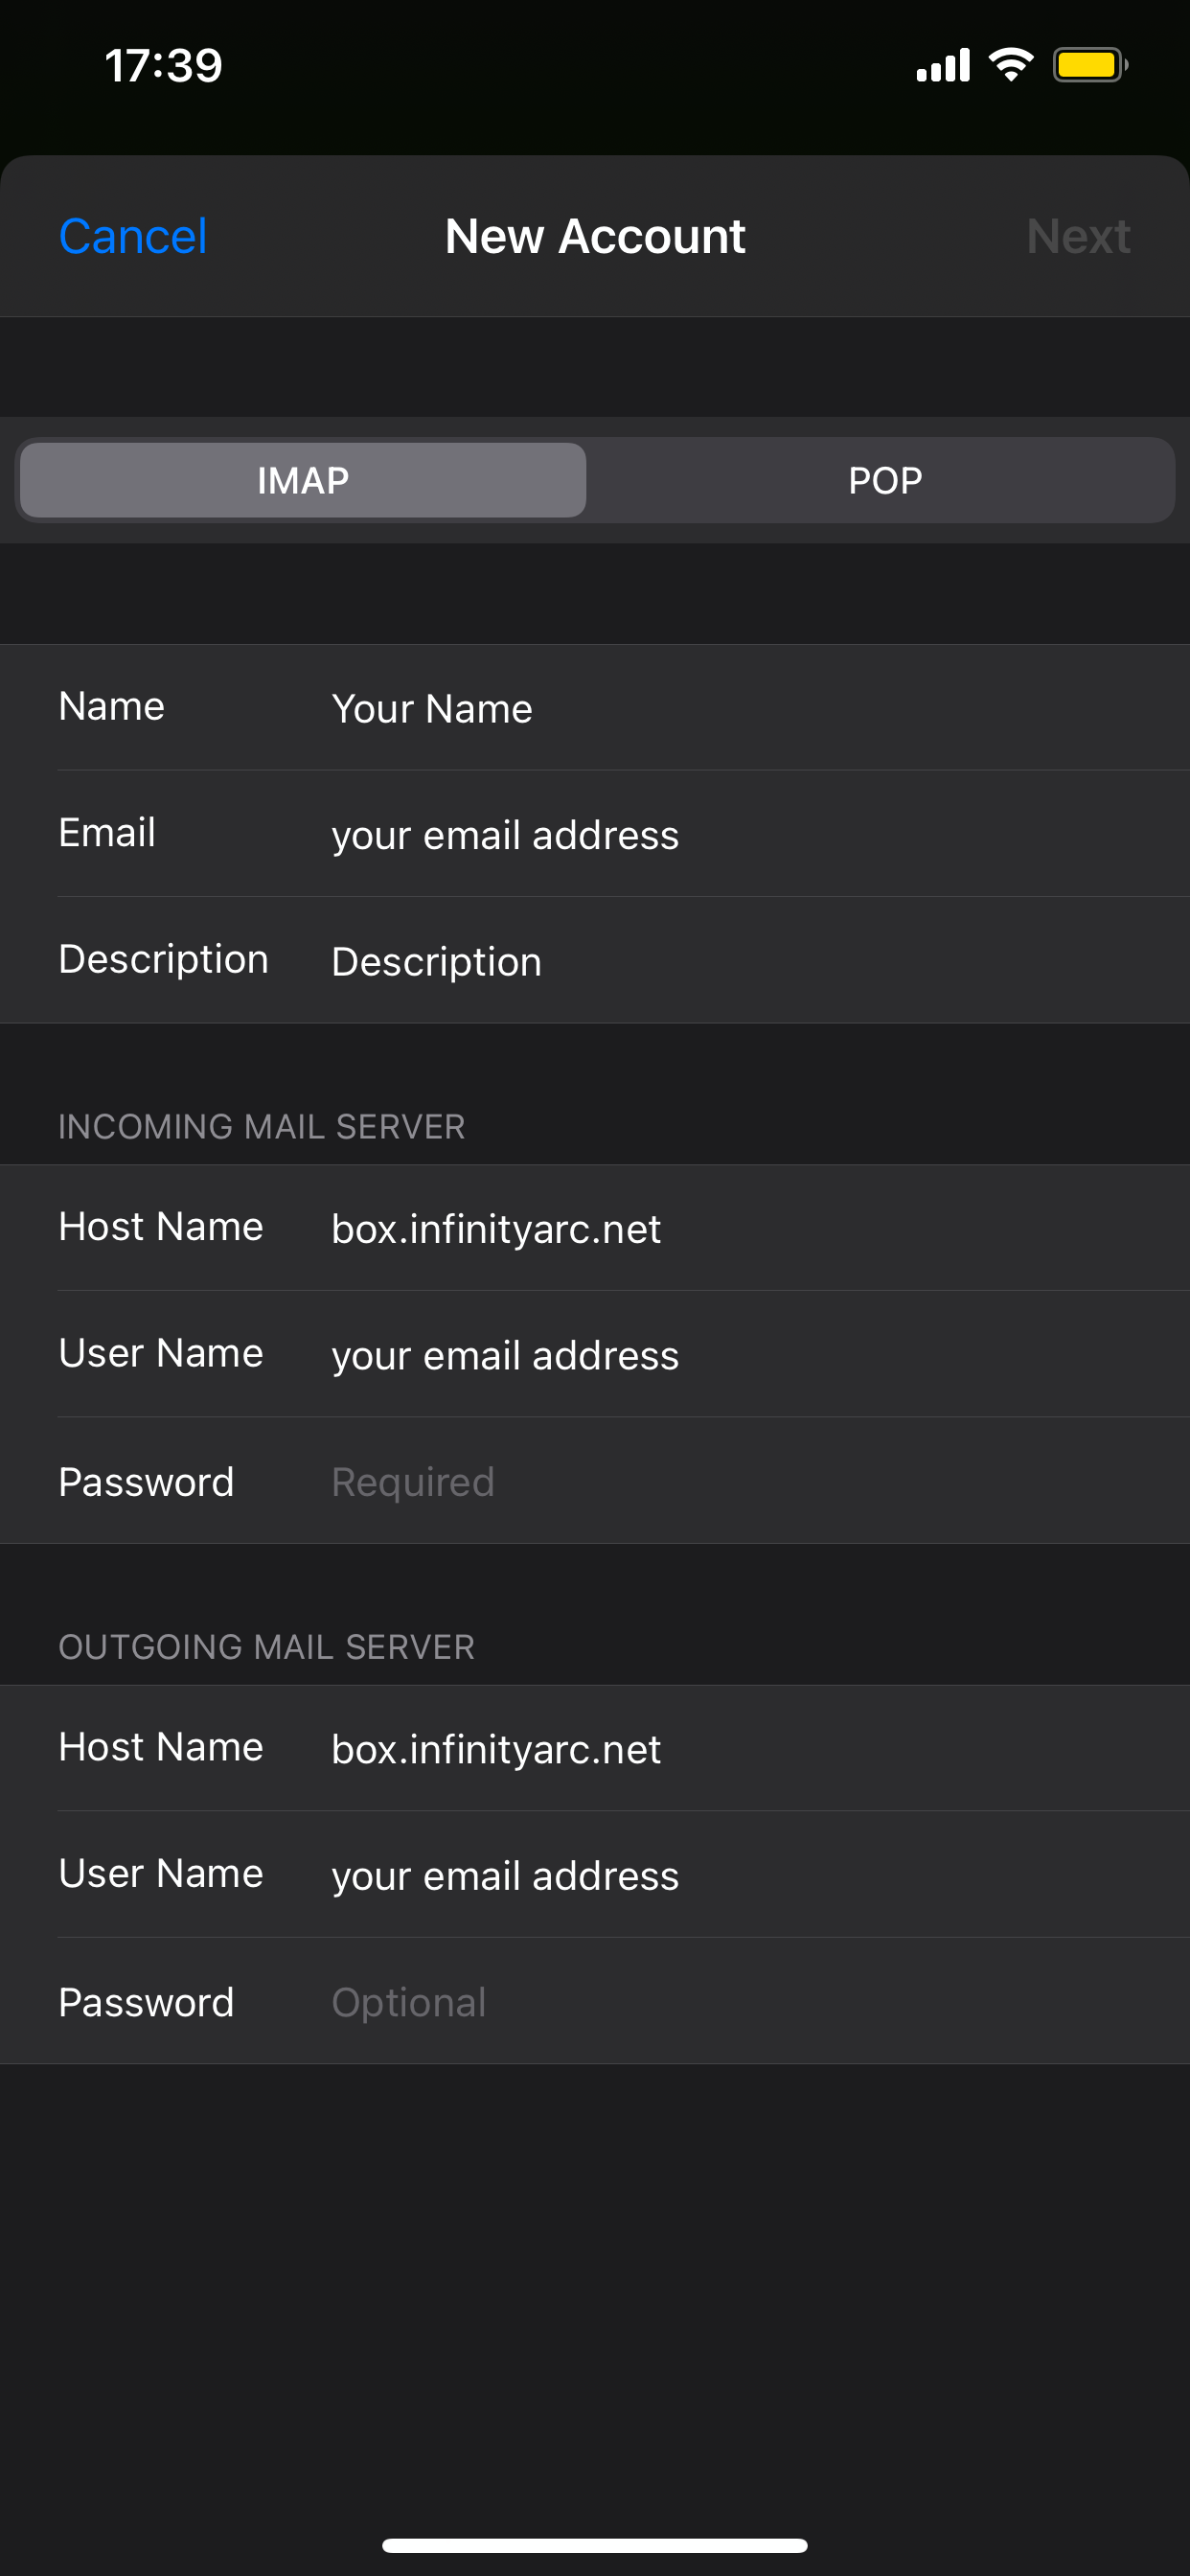 17:39
Cancel New Account Next
IMAP POP
Name Your Name
Email your email address
Description Description
INCOMING MAIL SERVER
Host Name box.infinityarc.net
User Name your email address
Password Required
OUTGOING MAIL SERVER
Host Name box.infinityarc.net
User Name your email address
Password Optional